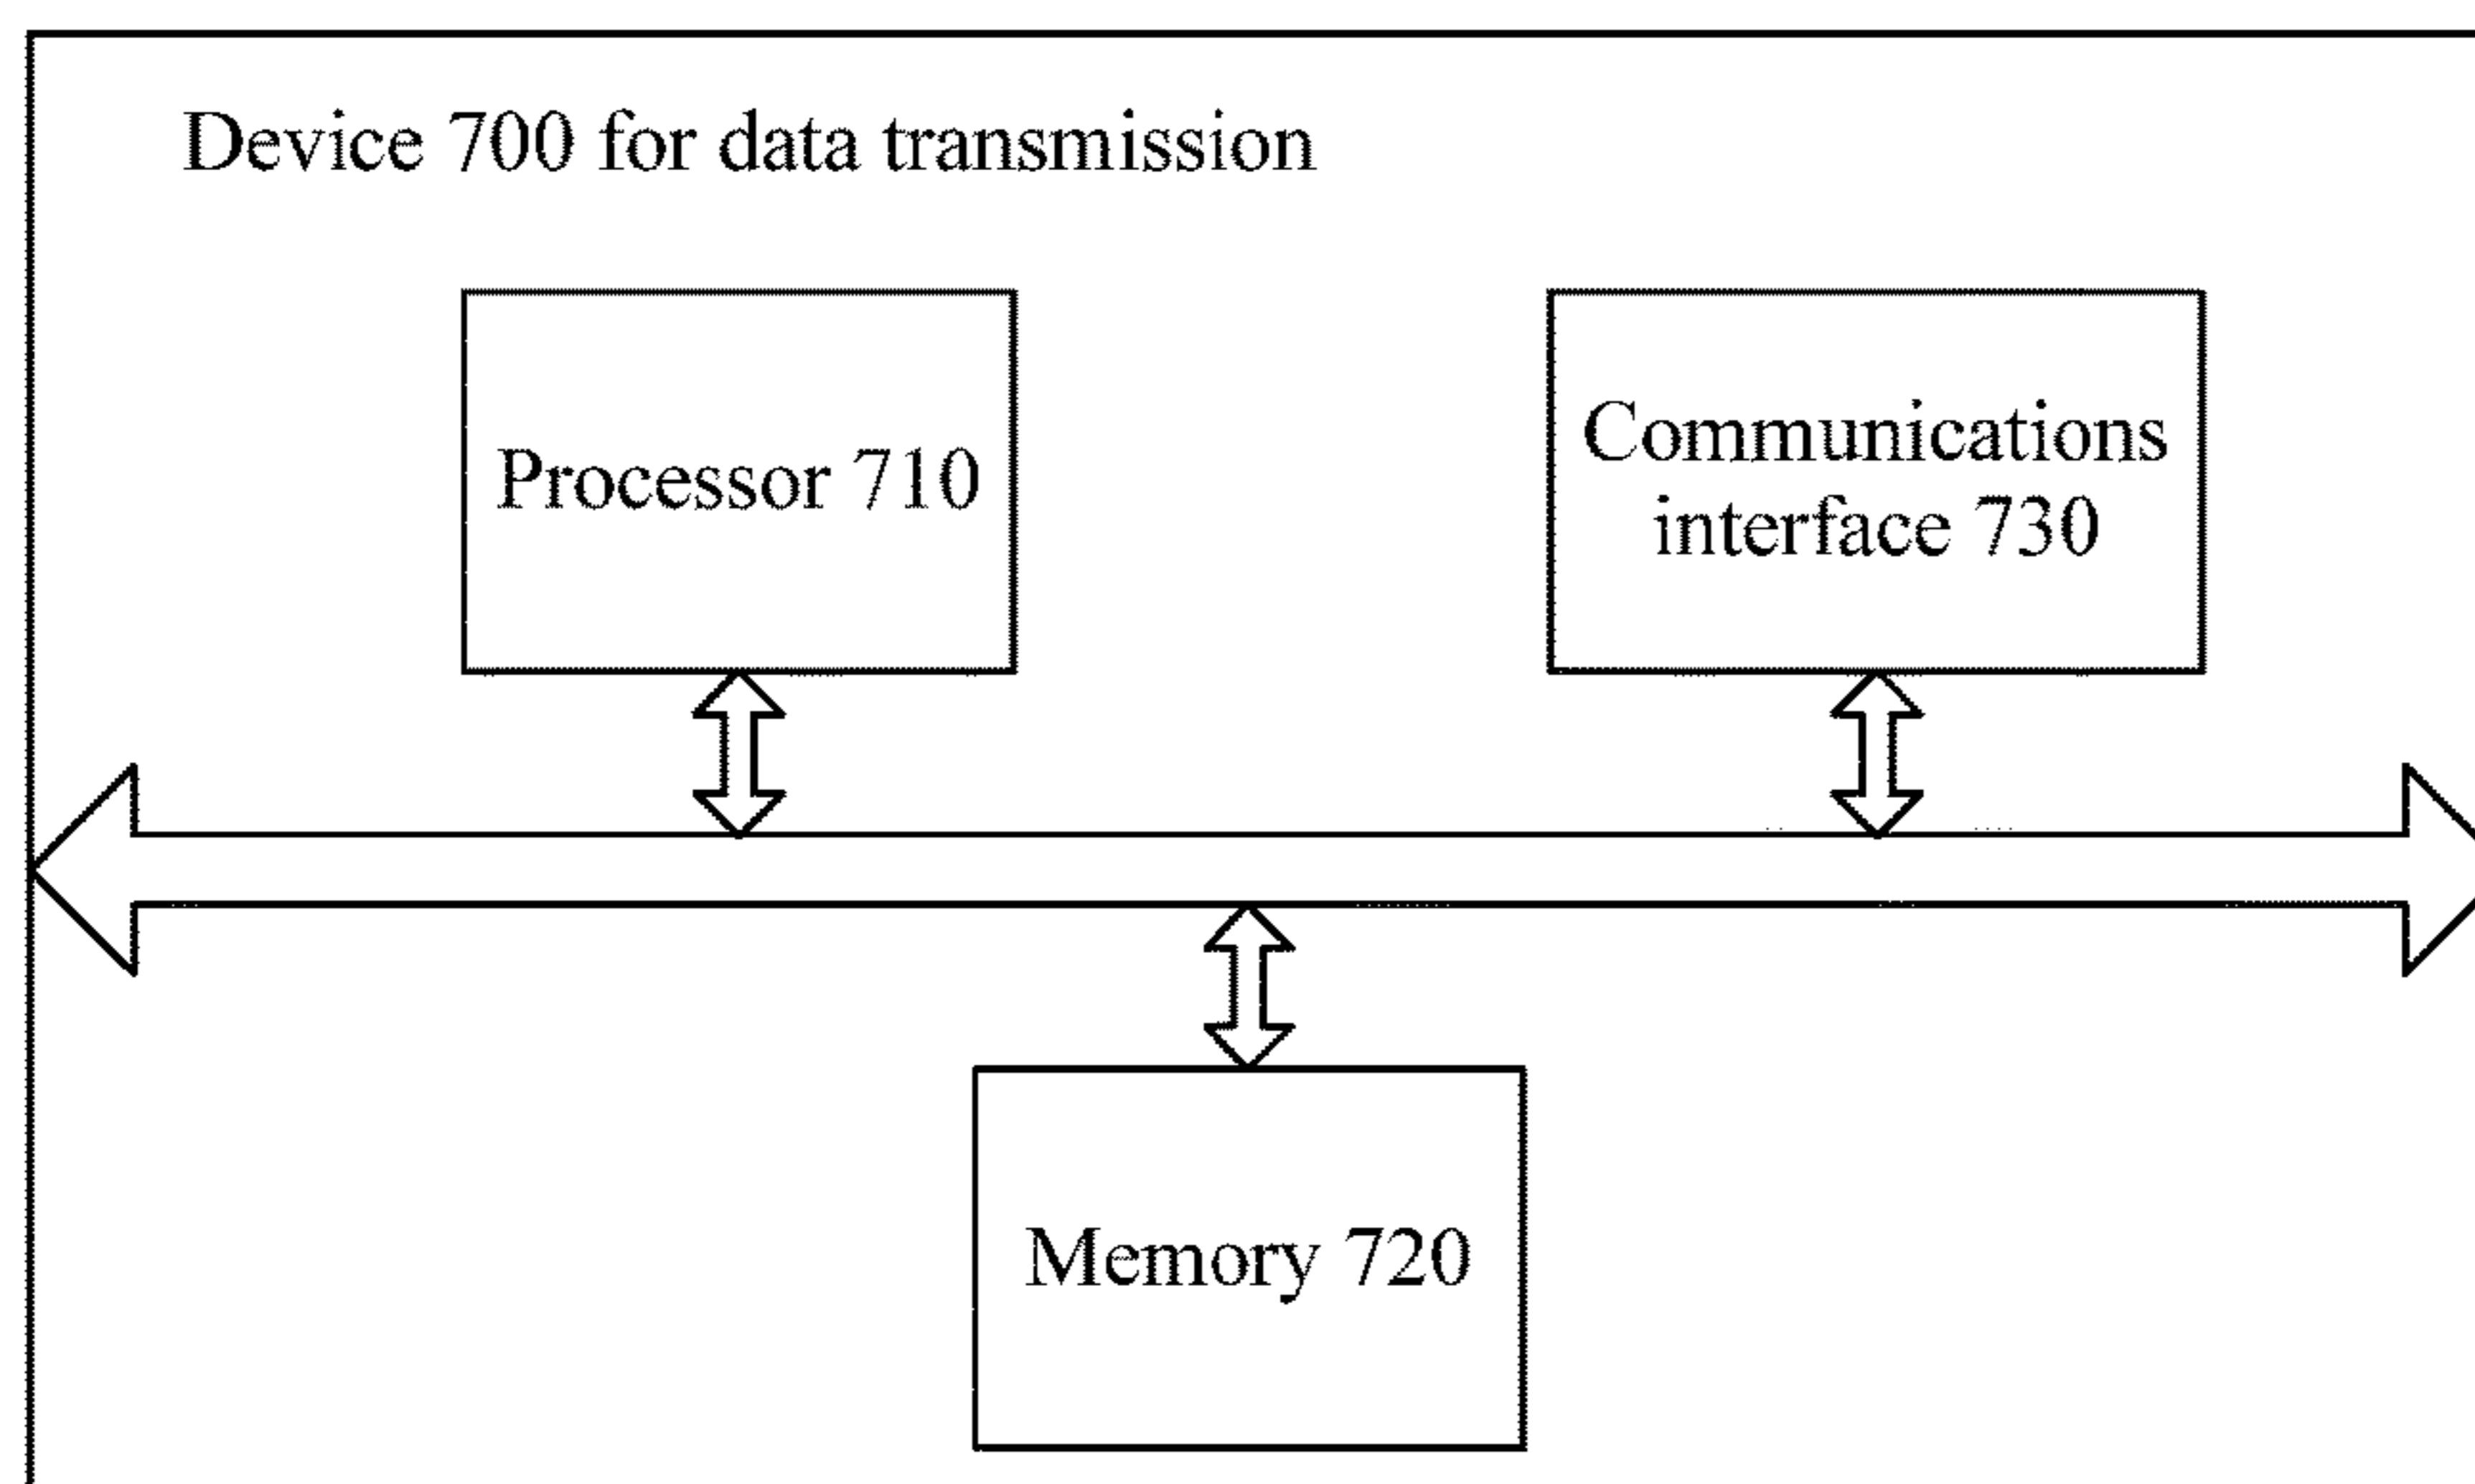 Device 700 for data transmission
Processor 710
Communications
interface 730
Memory 720